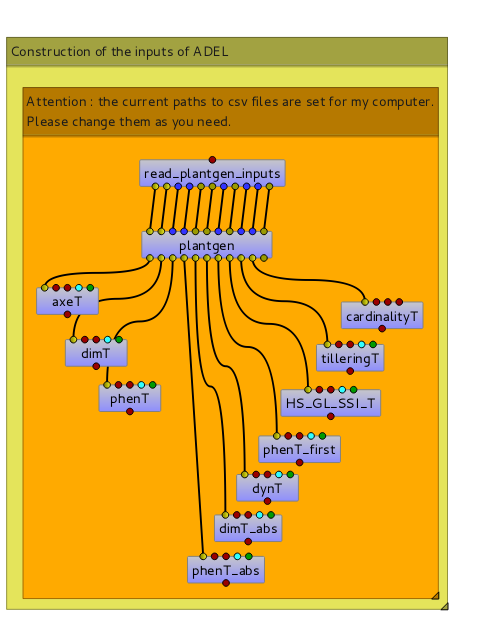 Construction of the inputs of ADEL
Attention : the current paths to csv files are set for my computer.
Please change them as you need.
read_plantgen_inputs
plantgen
axeT
cardinalityT
dimT
tilleringT
phenT
HS_GL_SSI_T
phenT_first
dynT
dimT_abs
phenT_abs